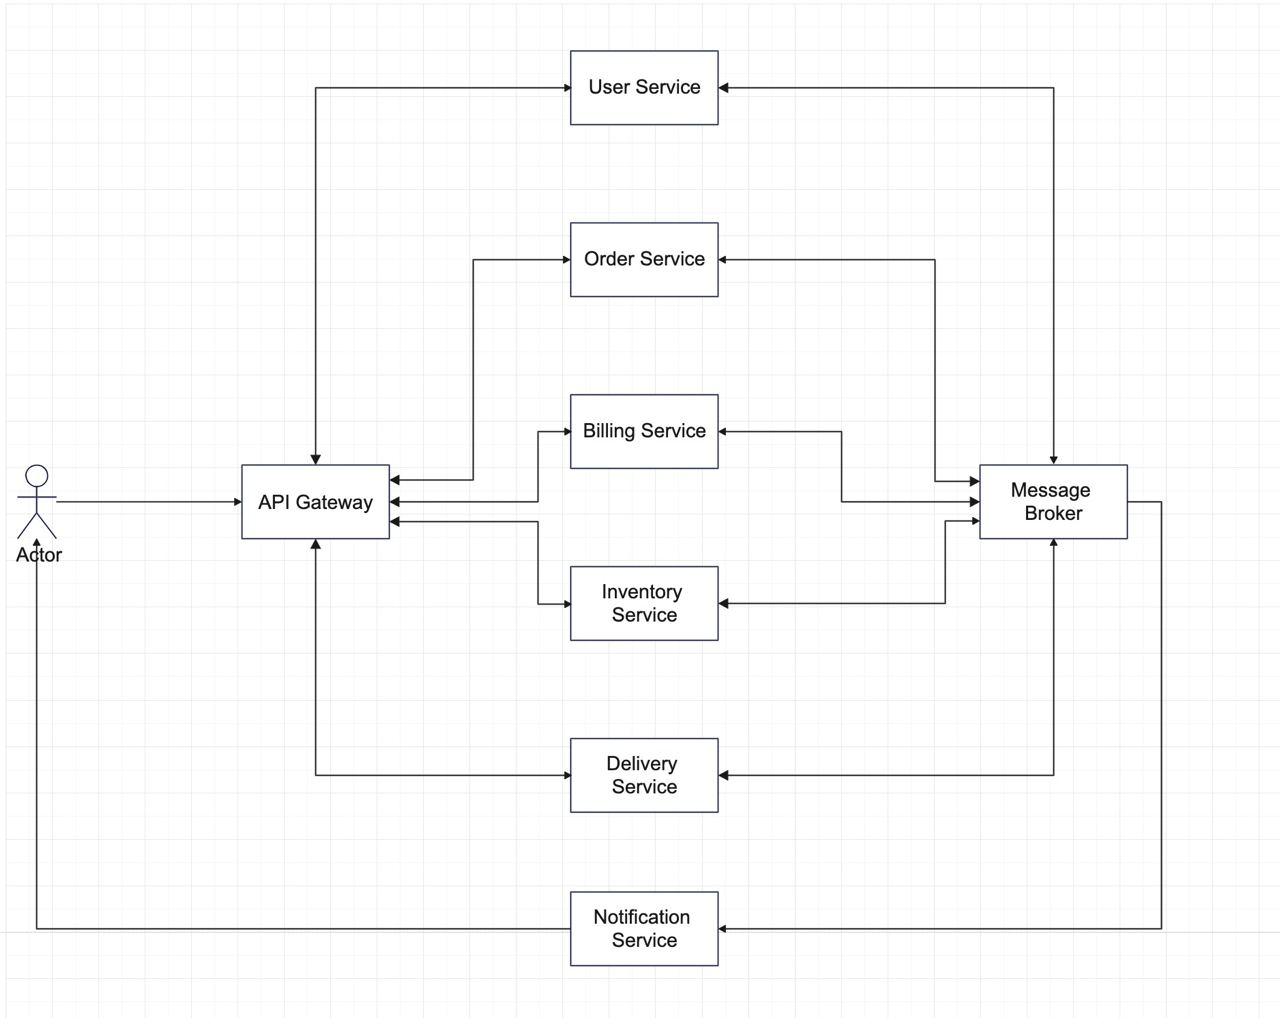 User Service
Order Service
Billing Service
API Gateway
Message
Broker
Actor
Inventory
Service
Delivery
Service
Notification
Service